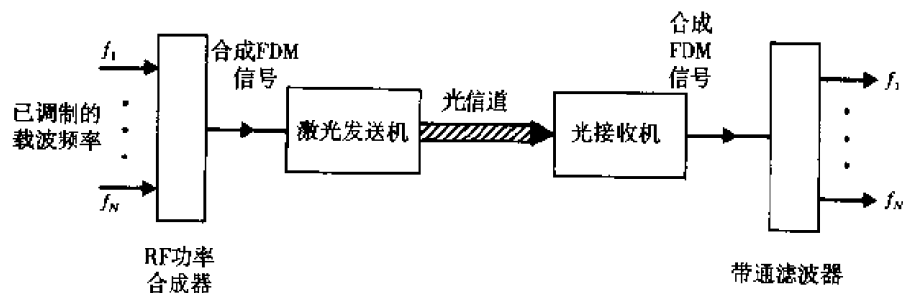 f₁
已调制的
载波频率
f_N
RF功率
合成器
合成FDM
信号
激光发送机
光信道
光接收机
合成
FDM
信号
f₁
f_N
带通滤波器